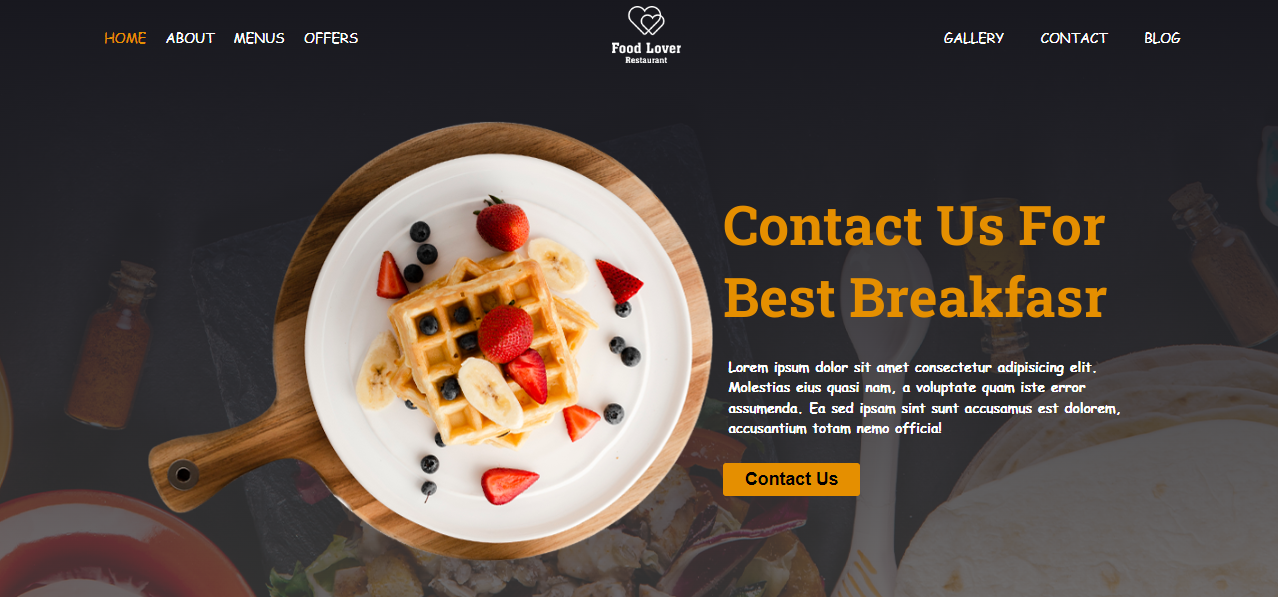 HOME ABOUT MENUS OFFERS
Food Lover
Restaurant
GALLERY CONTACT BLOG
Contact Us For
Best Breakfasr
Lorem ipsum dolor sit amet consectetur adipisicing elit.
Molestias eius quasi nam, a voluptate quam iste error
assumenda. Ea sed ipsam sint sunt accusamus est dolorem,
accusantium totam nemo officia!
Contact Us